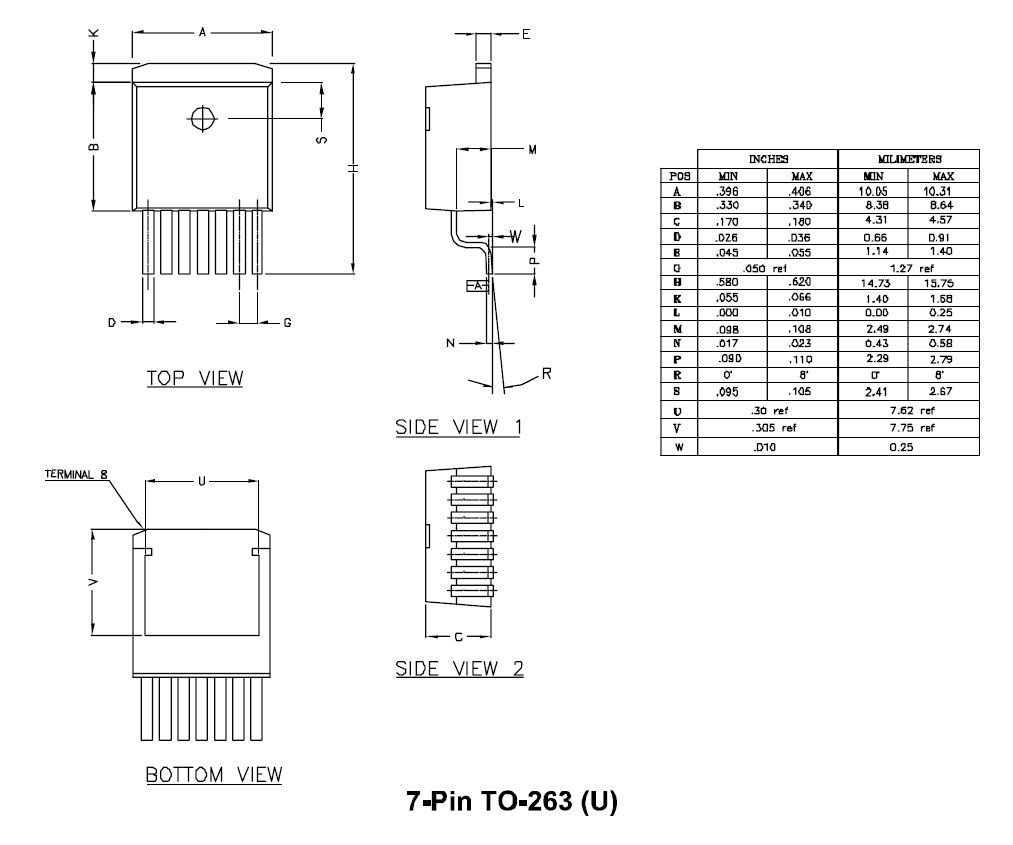 K
A
E
B
S
H
M
L
W
P
A
D
G
N
R
TOP VIEW
SIDE VIEW 1
INCHES MILIMETERS
POS MIN MAX MIN MAX
A .396 .406 10.05 10.31
B .330 .340 8.38 8.64
C .170 .180 4.31 4.57
D .026 .036 0.66 0.91
E .045 .055 1.14 1.40
G .050 ref 1.27 ref
H .580 .620 14.73 15.75
K .055 .066 1.40 1.68
L .000 .010 0.00 0.25
M .098 .108 2.49 2.74
N .017 .023 0.43 0.58
P .090 .110 2.29 2.79
R 0° 8° 0° 8°
S .095 .105 2.41 2.67
U .30 ref 7.62 ref
V .305 ref 7.75 ref
W .010 0.25
TERMINAL 8
U
V
C
SIDE VIEW 2
BOTTOM VIEW
7-Pin TO-263 (U)